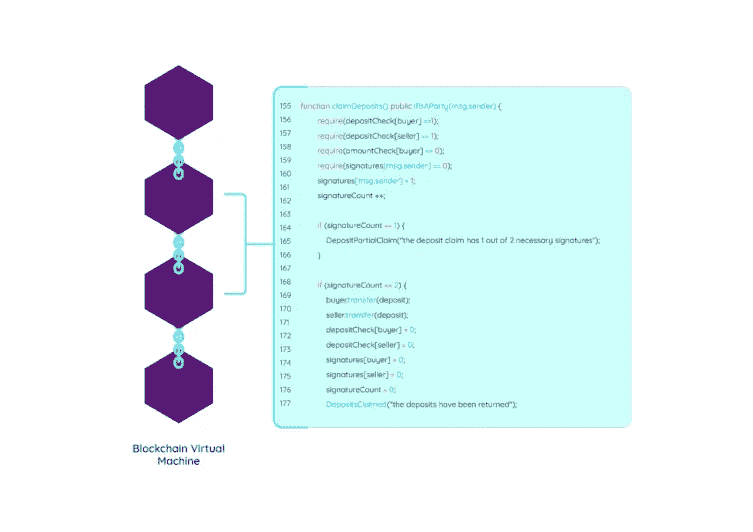 155 function claimDeposits() public ifIsAParty(msg.sender) {
156 require(depositCheck[buyer] ==1);
157 require(depositCheck[seller] == 1);
158 require(amountCheck[buyer] == 0);
159 require(signatures[msg.sender] == 0);
160 signatures[msg.sender] = 1;
161 signatureCount ++;
162
163
164 if (signatureCount == 1) {
165 DepositPartialClaim("the deposit claim has 1 out of 2 necessary signatures");
166 }
167
168 if (signatureCount == 2) {
169 buyer.transfer(deposit);
170 seller.transfer(deposit);
171 depositCheck[buyer] = 0;
172 depositCheck[seller] = 0;
173 signatures[buyer] = 0;
174 signatures[seller] = 0;
175 signatureCount = 0;
176 DepositsClaimed("the deposits have been returned");
177
Blockchain Virtual
Machine